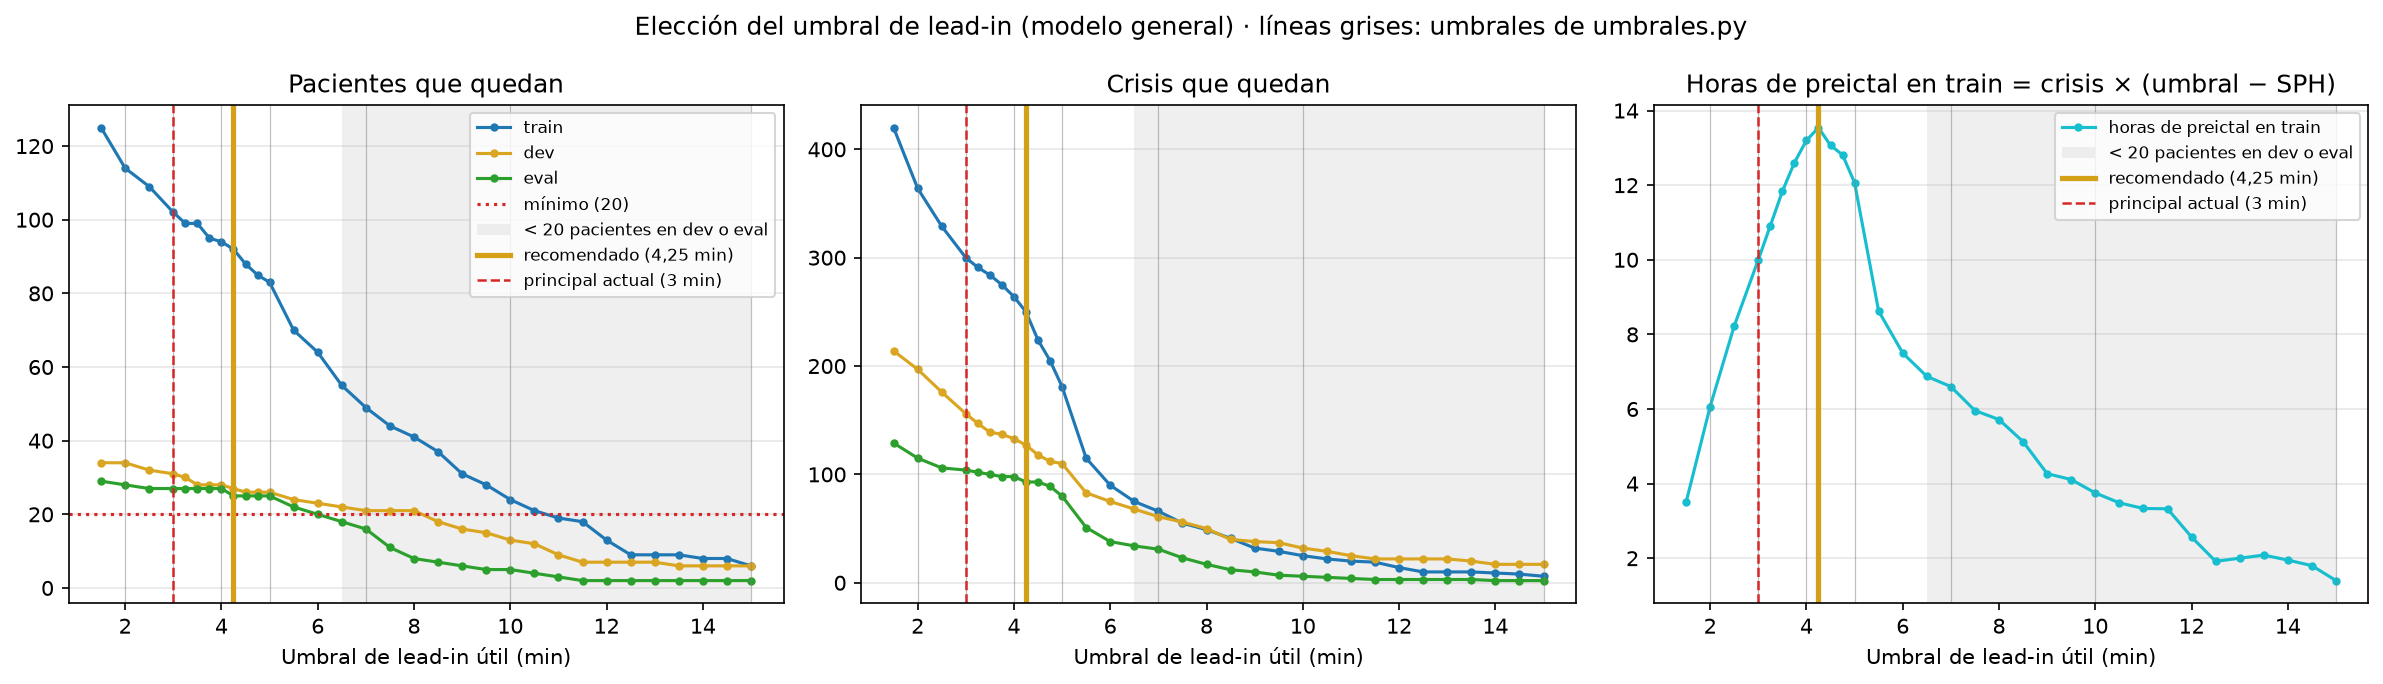 Elección del umbral de lead-in (modelo general) · líneas grises: umbrales de umbrales.py
Pacientes que quedan
120
100
80
60
40
20
0
train
dev
eval
mínimo (20)
< 20 pacientes en dev o eval
recomendado (4,25 min)
principal actual (3 min)
2 4 6 8 10 12 14
Umbral de lead-in útil (min)
Crisis que quedan
400
300
200
100
0
2 4 6 8 10 12 14
Umbral de lead-in útil (min)
Horas de preictal en train = crisis × (umbral − SPH)
14
12
10
8
6
4
2
horas de preictal en train
< 20 pacientes en dev o eval
recomendado (4,25 min)
principal actual (3 min)
2 4 6 8 10 12 14
Umbral de lead-in útil (min)